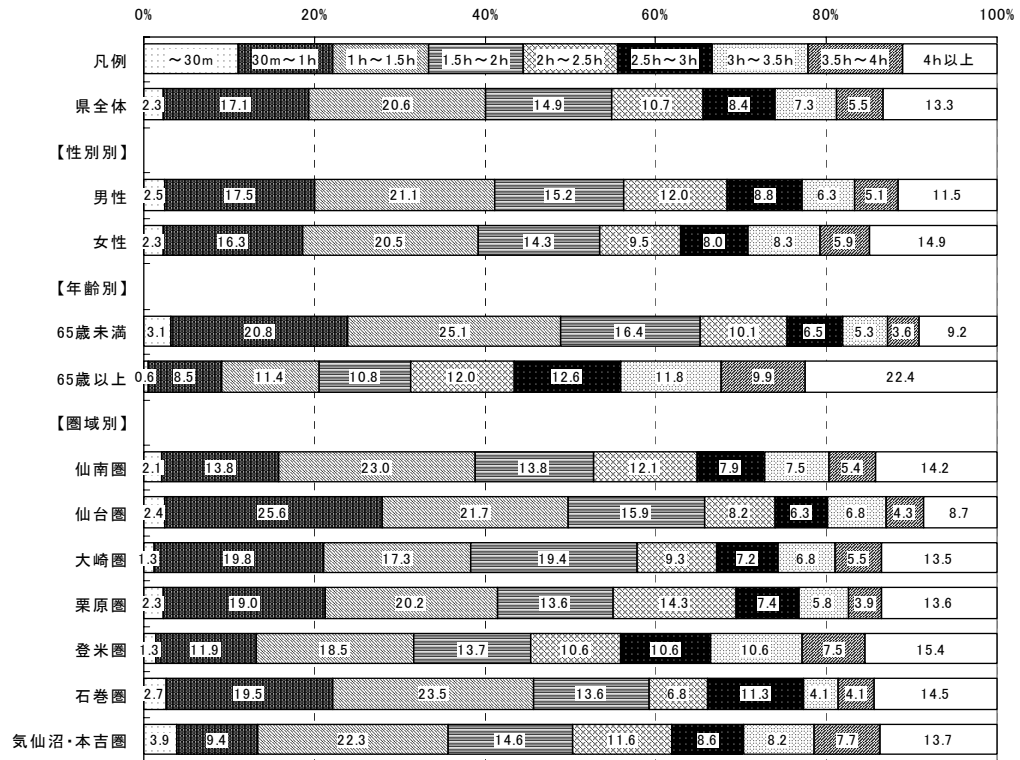 0% 20% 40% 60% 80% 100%
凡例 ～30m 30m～1h 1h～1.5h 1.5h～2h 2h～2.5h 2.5h～3h 3h～3.5h 3.5h～4h 4h以上
県全体 2.3 17.1 20.6 14.9 10.7 8.4 7.3 5.5 13.3
【性別別】
男性 2.5 17.5 21.1 15.2 12.0 8.8 6.3 5.1 11.5
女性 2.3 16.3 20.5 14.3 9.5 8.0 8.3 5.9 14.9
【年齢別】
65歳未満 3.1 20.8 25.1 16.4 10.1 6.5 5.3 3.6 9.2
65歳以上 0.6 8.5 11.4 10.8 12.0 12.6 11.8 9.9 22.4
【圏域別】
仙南圏 2.1 13.8 23.0 13.8 12.1 7.9 7.5 5.4 14.2
仙台圏 2.4 25.6 21.7 15.9 8.2 6.3 6.8 4.3 8.7
大崎圏 1.3 19.8 17.3 19.4 9.3 7.2 6.8 5.5 13.5
栗原圏 2.3 19.0 20.2 13.6 14.3 7.4 5.8 3.9 13.6
登米圏 1.3 11.9 18.5 13.7 10.6 10.6 10.6 7.5 15.4
石巻圏 2.7 19.5 23.5 13.6 6.8 11.3 4.1 4.1 14.5
気仙沼・本吉圏 3.9 9.4 22.3 14.6 11.6 8.6 8.2 7.7 13.7